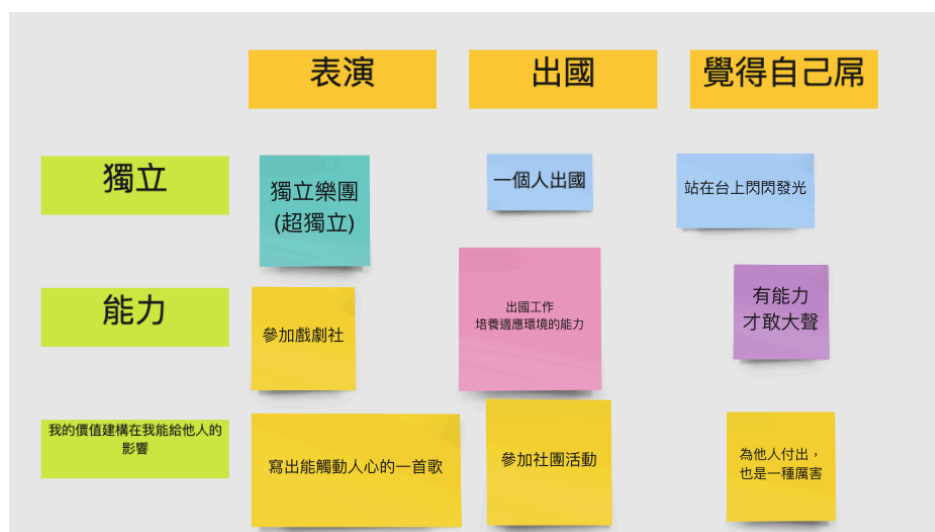 表演
出國
覺得自己屌
獨立
獨立樂團
(超獨立)
一個人出國
站在台上閃閃發光
能力
參加戲劇社
出國工作
培養適應環境的能力
有能力
才敢大聲
我的價值建構在我能給他人的
影響
寫出能觸動人心的一首歌
參加社團活動
為他人付出，
也是一種厲害